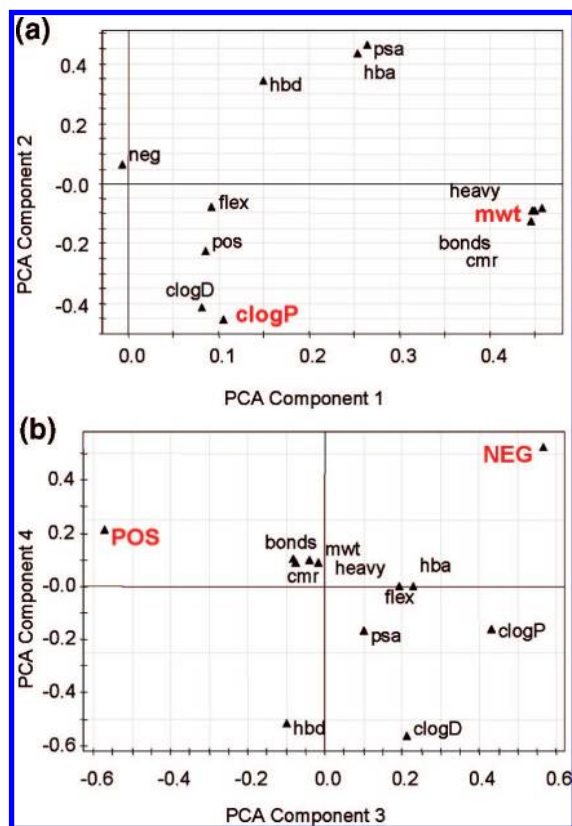 (a)
0.4
0.2
-0.0
-0.2
-0.4
PCA Component 2
psa
hba
hbd
neg
flex
pos
clogD
clogP
heavy
mwt
bonds
cmr
0.0 0.1 0.2 0.3 0.4
PCA Component 1
(b)
0.4
0.2
-0.0
-0.2
-0.4
-0.6
PCA Component 4
NEG
POS
bonds mwt
cmr heavy hba
flex
psa clogP
hbd clogD
-0.6 -0.4 -0.2 0.0 0.2 0.4 0.6
PCA Component 3